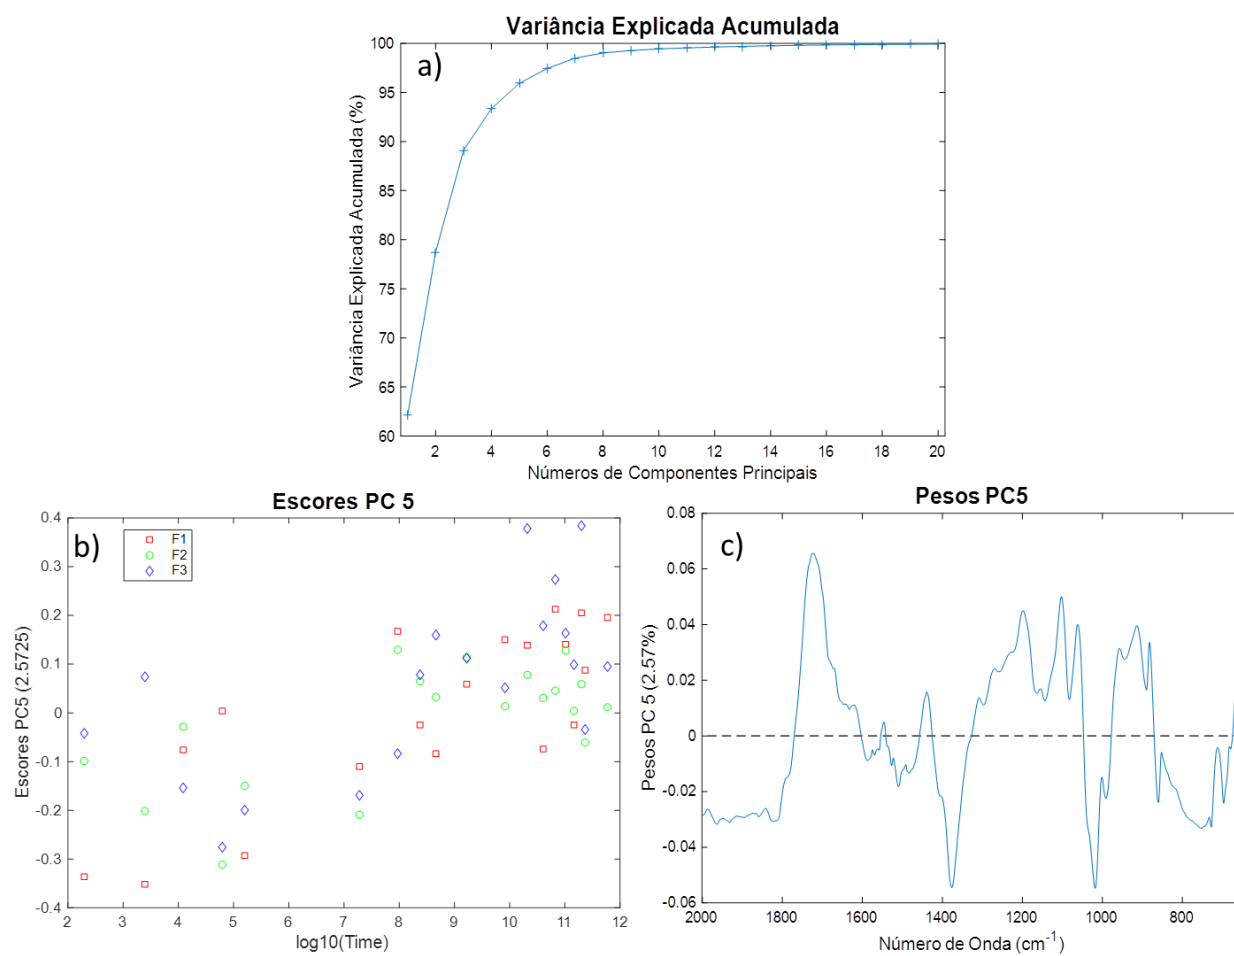 Variância Explicada Acumulada
a)
Variância Explicada Acumulada (%)
100
95
90
85
80
75
70
65
60
2 4 6 8 10 12 14 16 18 20
Números de Componentes Principais
Escores PC 5
b)
F1
F2
F3
Escores PC5 (2.5725)
0.4
0.3
0.2
0.1
0
-0.1
-0.2
-0.3
-0.4
2 3 4 5 6 7 8 9 10 11 12
log10(Time)
Pesos PC5
c)
Pesos PC 5 (2.57%)
0.08
0.06
0.04
0.02
0
-0.02
-0.04
-0.06
2000 1800 1600 1400 1200 1000 800
Número de Onda (cm-1)